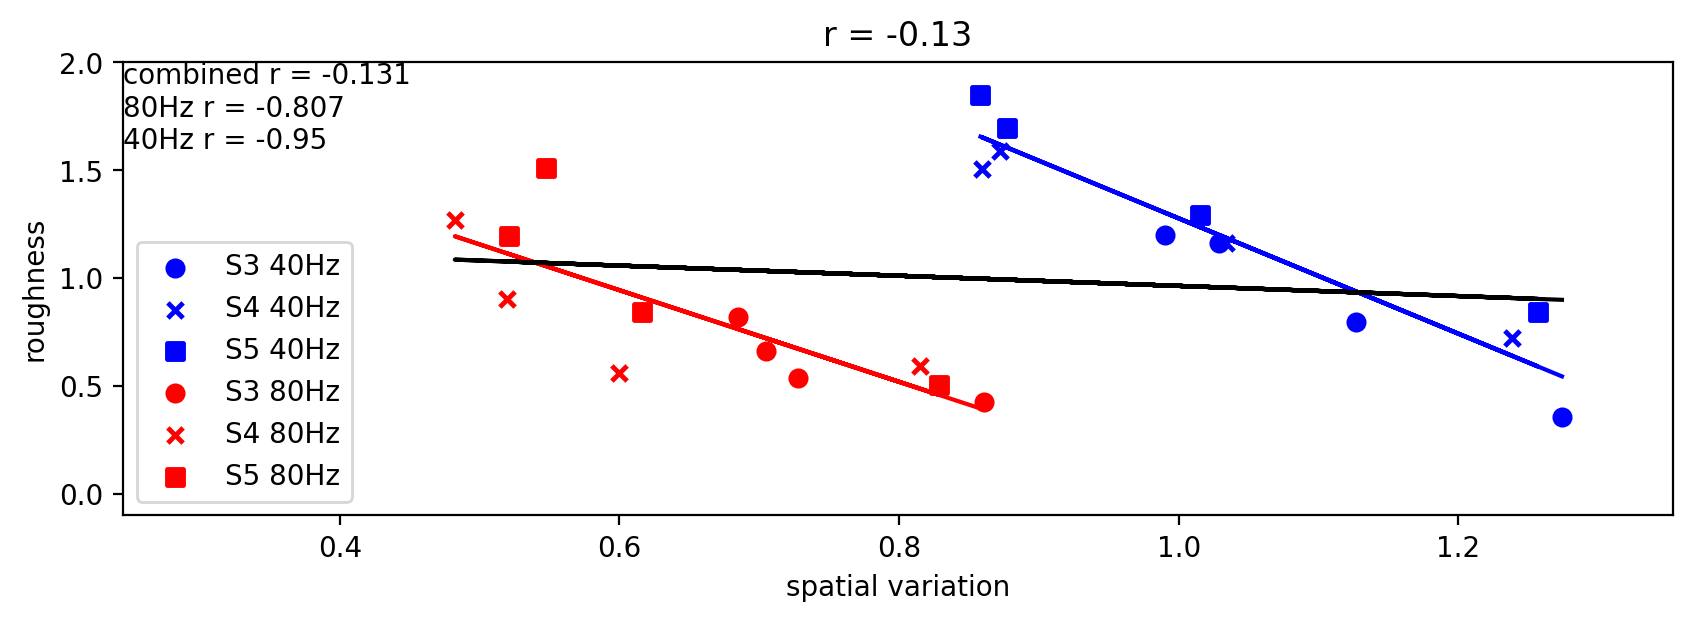 r = -0.13
combined r = -0.131
80Hz r = -0.807
40Hz r = -0.95
2.0
1.5
1.0
0.5
0.0
roughness
S3 40Hz
S4 40Hz
S5 40Hz
S3 80Hz
S4 80Hz
S5 80Hz
0.4 0.6 0.8 1.0 1.2
spatial variation